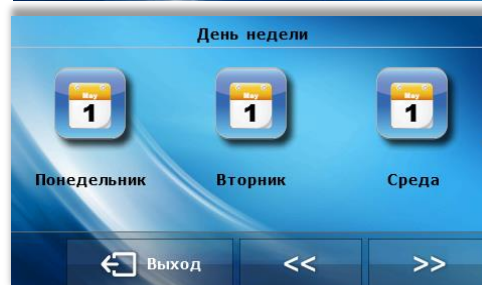 День недели
May May May
1 1 1
Понедельник Вторник Среда
Выход << >>